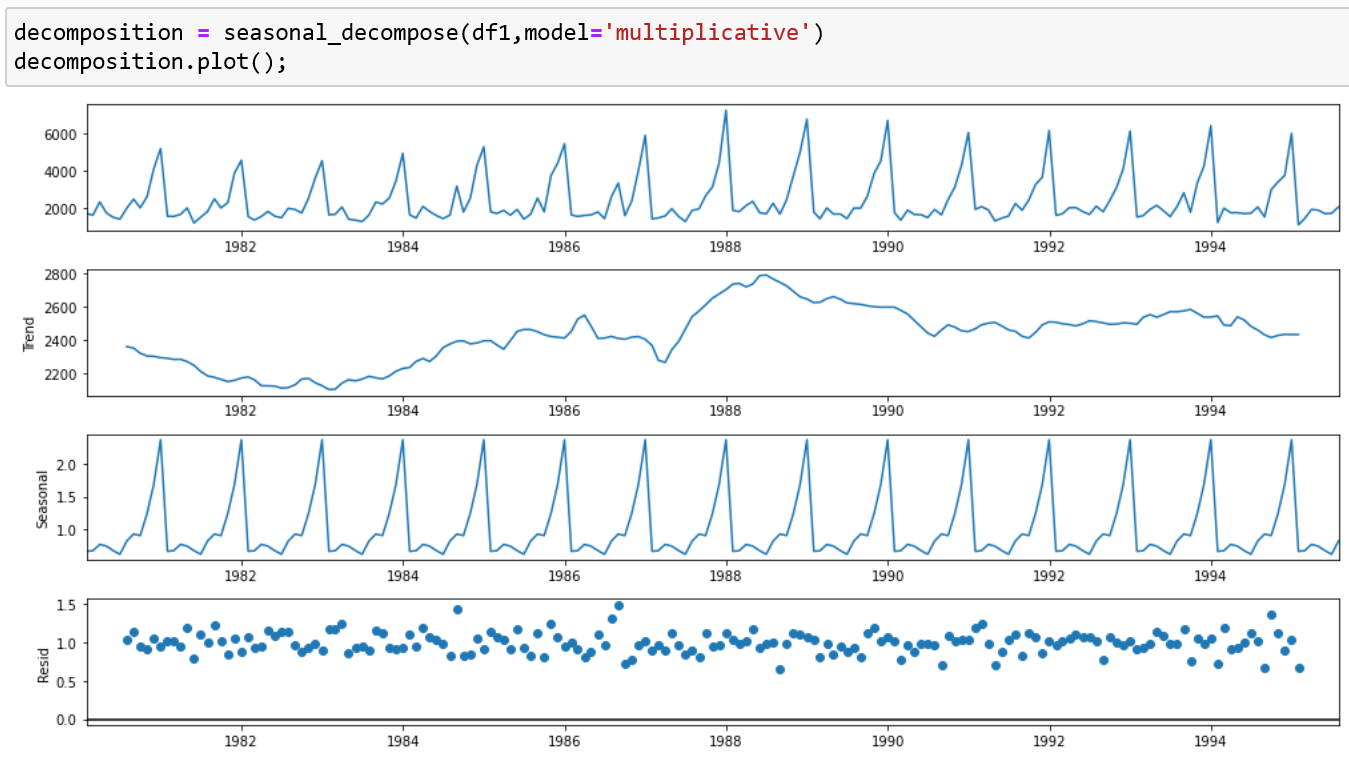 decomposition = seasonal_decompose(df1,model='multiplicative')
decomposition.plot();
6000
4000
2000
1982 1984 1986 1988 1990 1992 1994
2800
2600
2400
2200
Trend
1982 1984 1986 1988 1990 1992 1994
2.0
1.5
1.0
Seasonal
1982 1984 1986 1988 1990 1992 1994
1.5
1.0
0.5
0.0
Resid
1982 1984 1986 1988 1990 1992 1994